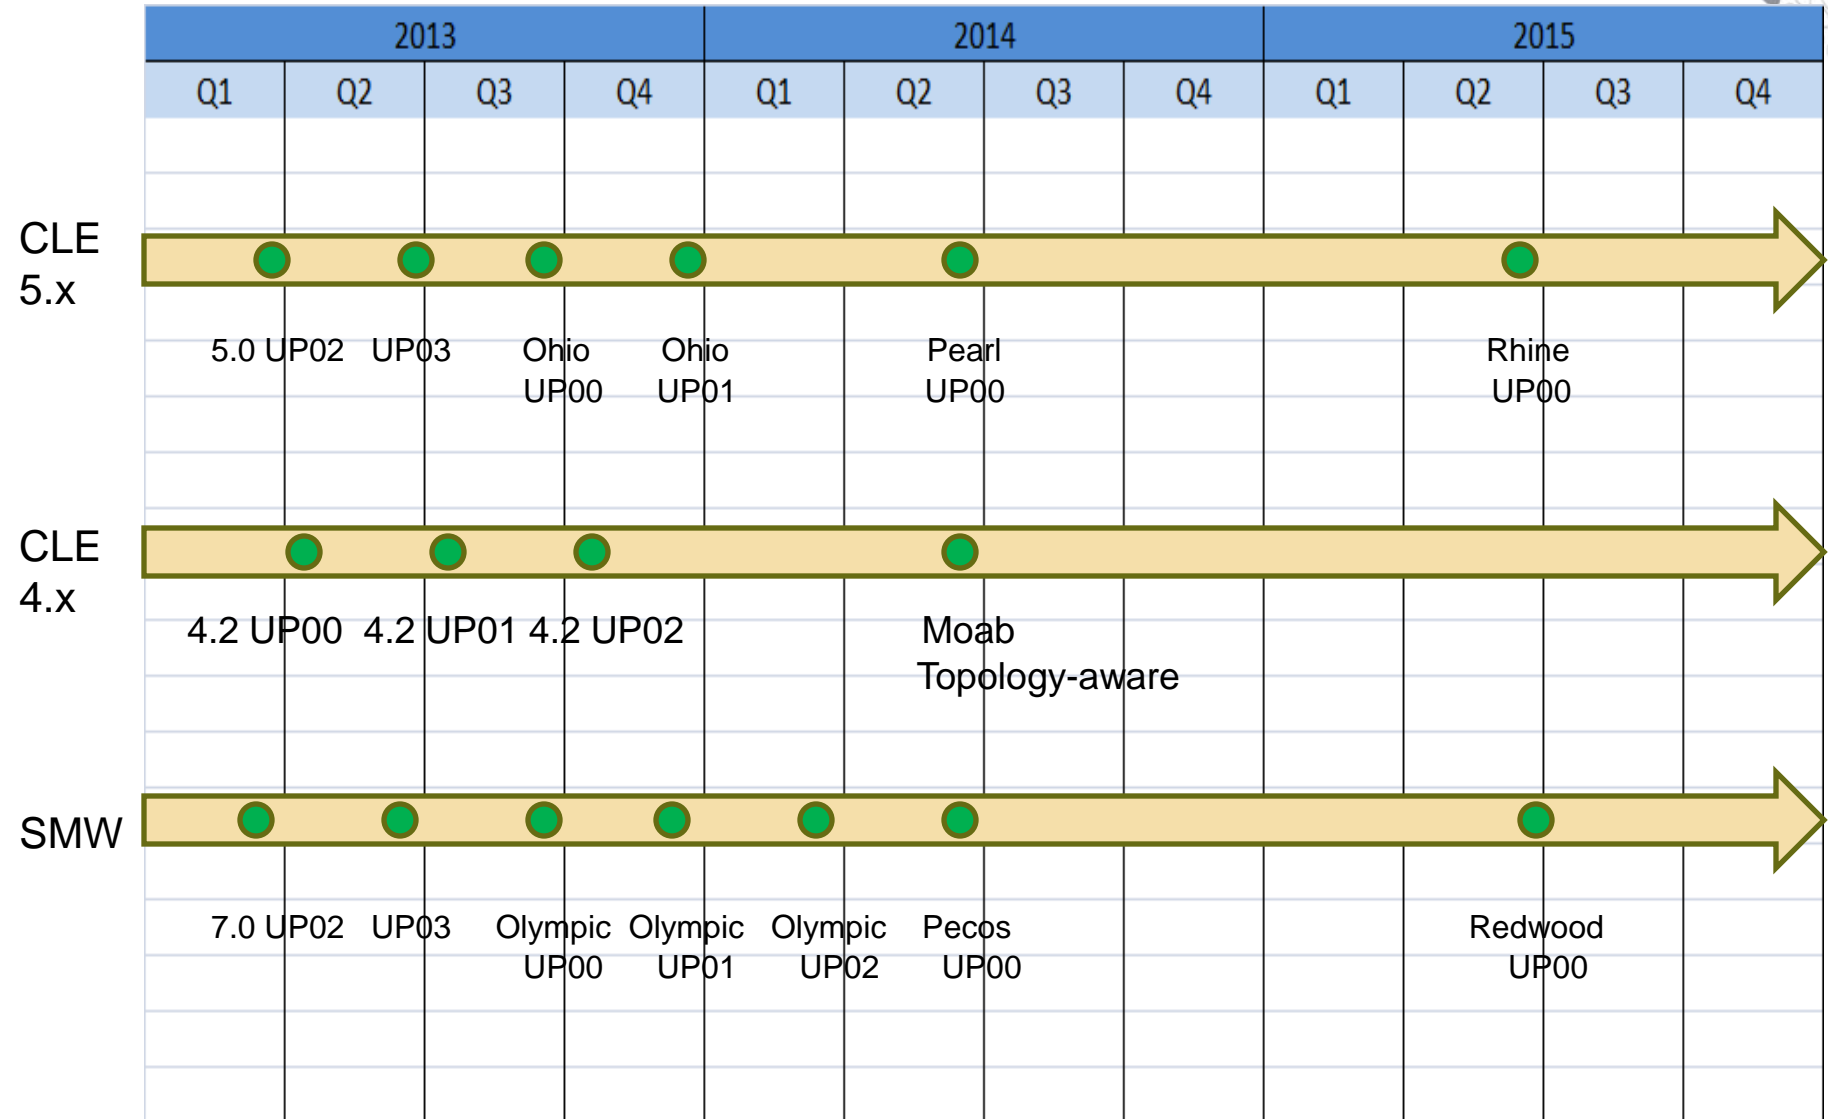 2013 2014 2015
Q1 Q2 Q3 Q4 Q1 Q2 Q3 Q4 Q1 Q2 Q3 Q4
CLE
5.x
5.0 UP02 UP03 Ohio Ohio Pearl Rhine
UP00 UP01 UP00 UP00
CLE
4.x
4.2 UP00 4.2 UP01 4.2 UP02 Moab
Topology-aware
SMW
7.0 UP02 UP03 Olympic Olympic Olympic Pecos Redwood
UP00 UP01 UP02 UP00 UP00